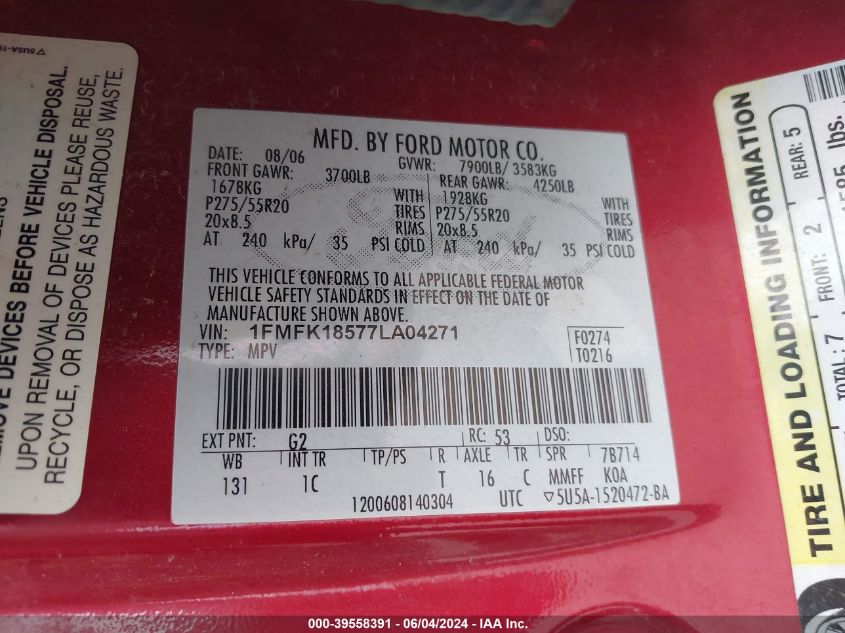 ▽5U5A-15
MOVE DEVICES BEFORE VEHICLE DISPOSAL.
UPON REMOVAL OF DEVICES PLEASE REUSE,
RECYCLE, OR DISPOSE AS HAZARDOUS WASTE.
MFD. BY FORD MOTOR CO.
DATE: 08/06 GVWR: 7900LB/ 3583KG
FRONT GAWR: 3700LB REAR GAWR: 4250LB
1678KG WITH 1928KG WITH
P275/55R20 TIRES P275/55R20 TIRES
20x8.5 RIMS 20x8.5 RIMS
AT 240 kPa/ 35 PSI COLD AT 240 kPa/ 35 PSI COLD
THIS VEHICLE CONFORMS TO ALL APPLICABLE FEDERAL MOTOR
VEHICLE SAFETY STANDARDS IN EFFECT ON THE DATE OF
MANUFACTURE SHOWN ABOVE.
VIN: 1FMFK18577LA04271 F0274
TYPE: MPV T0216
EXT PNT: G2 RC: 53 DSO:
WB INT TR TP/PS R AXLE TR SPR 7B714
131 1C T 16 C MMFF KOA
1200608140304 UTC ▽5U5A-1520472-BA
TIRE AND LOADING INFORMATION
TOTAL: 7 FRONT: 2 REAR: 5
lbs.
000-39558391 - 06/04/2024 - IAA Inc.